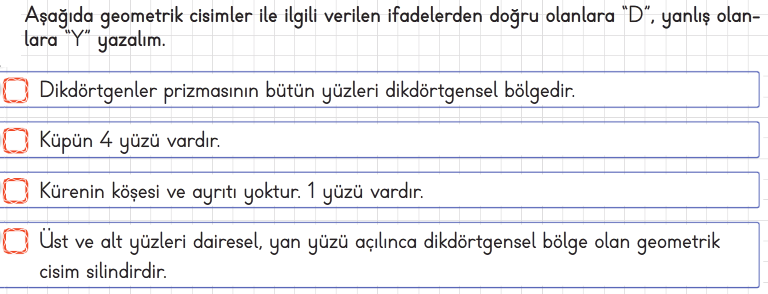 Aşağıda geometrik cisimler ile ilgili verilen ifadelerden doğru olanlara “D”, yanlış olan-
lara “Y” yazalım.
Dikdörtgenler prizmasının bütün yüzleri dikdörtgensel bölgedir.
Küpün 4 yüzü vardır.
Kürenin köşesi ve ayrıtı yoktur. 1 yüzü vardır.
Üst ve alt yüzleri dairesel, yan yüzü açılınca dikdörtgensel bölge olan geometrik
cisim silindirdir.